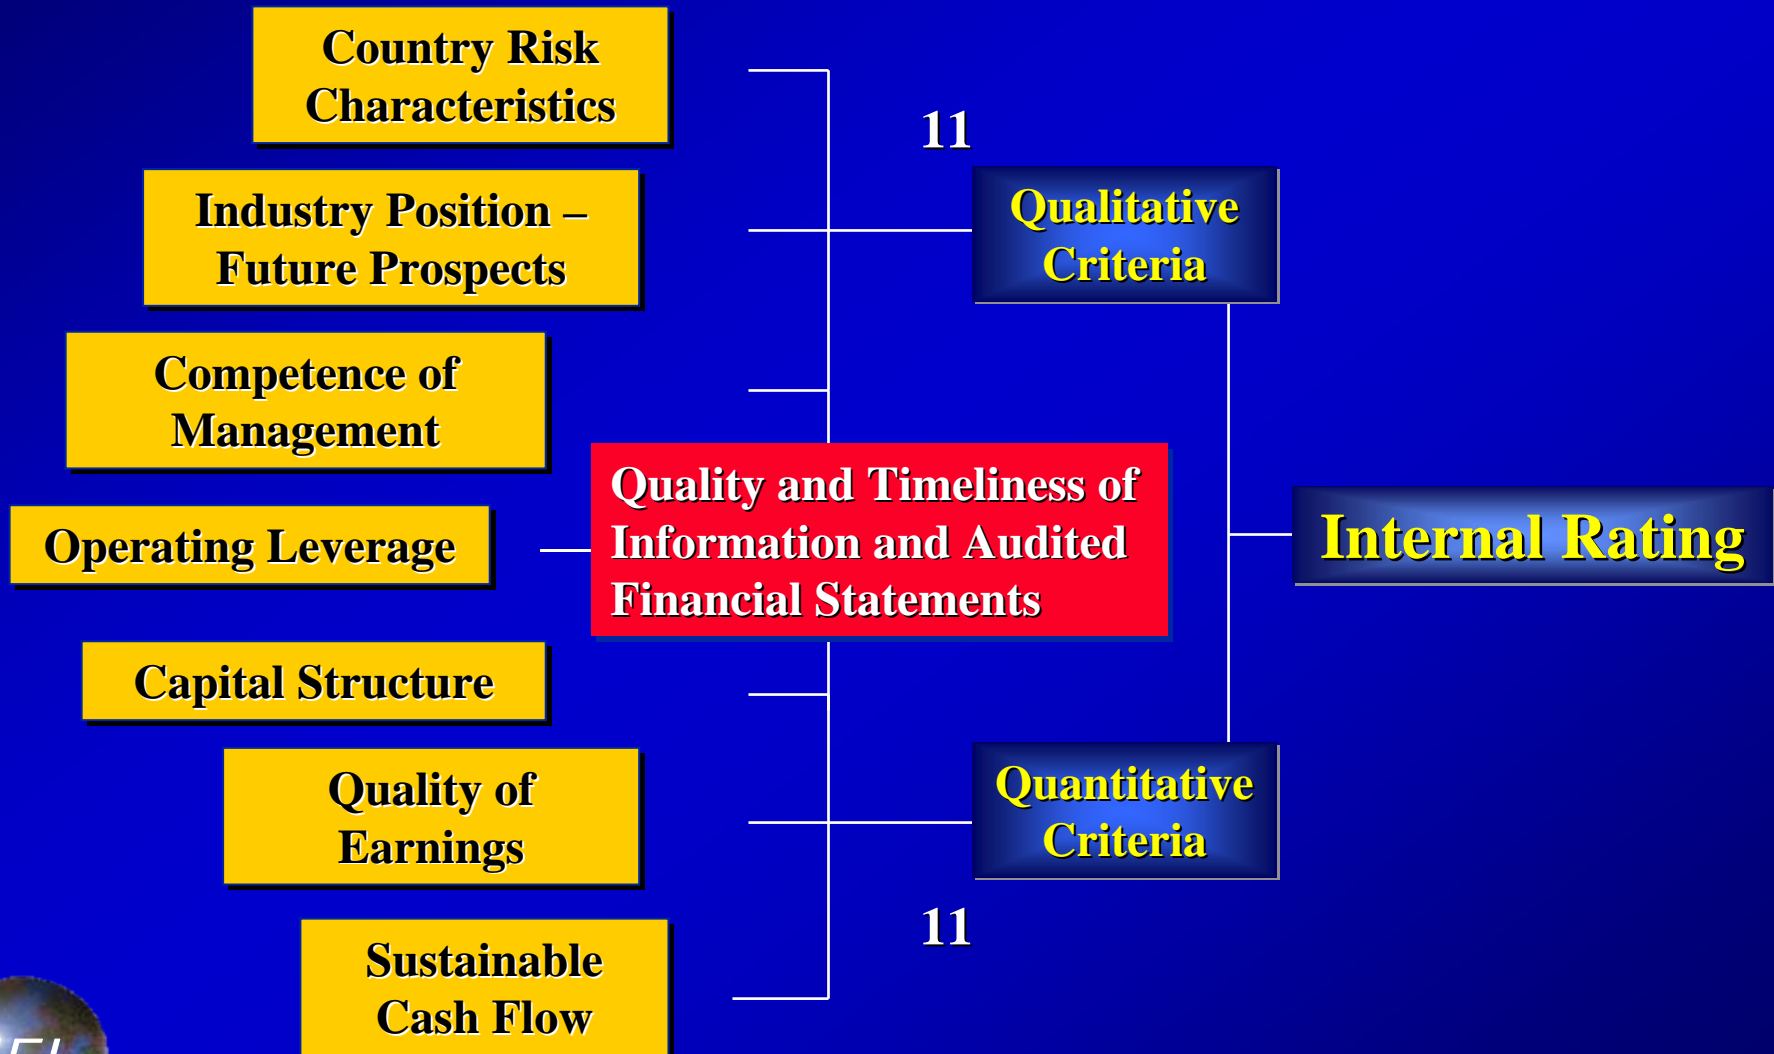 Country Risk
Characteristics
11
Industry Position –
Future Prospects
Qualitative
Criteria
Competence of
Management
Quality and Timeliness of
Information and Audited
Financial Statements
Operating Leverage
Internal Rating
Capital Structure
Quality of
Earnings
Quantitative
Criteria
11
Sustainable
Cash Flow